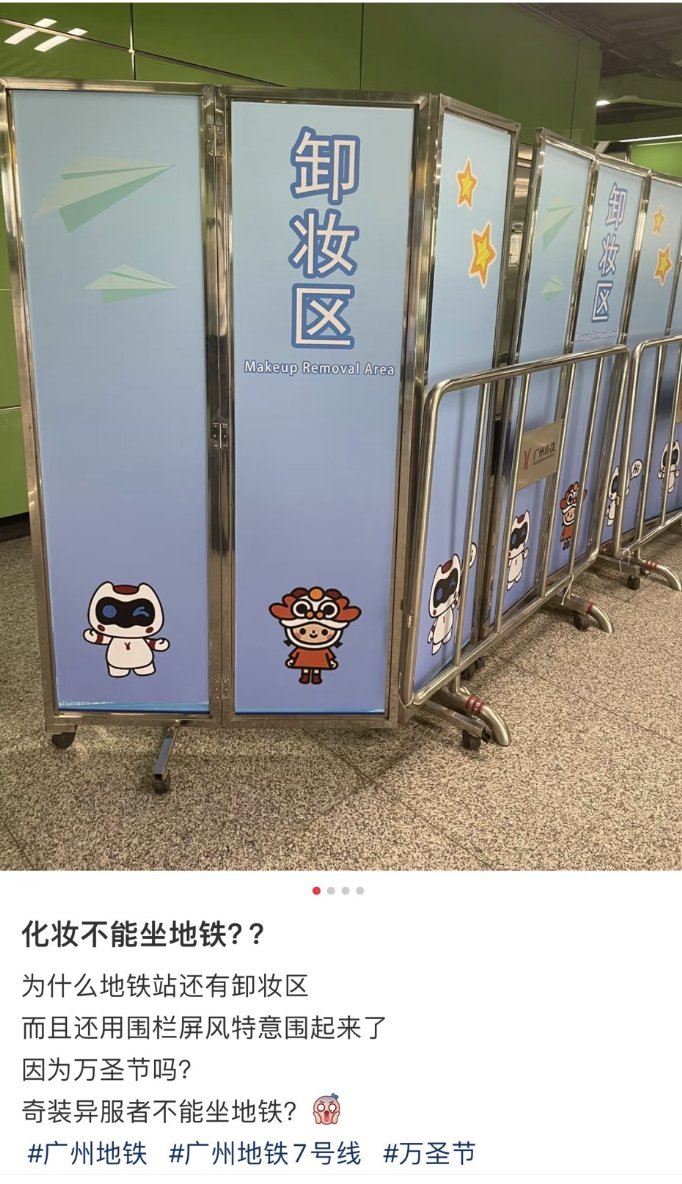 卸妆区
Makeup Removal Area
卸妆区
Makeup Removal Area
广州地铁
Hi
化妆不能坐地铁？？
为什么地铁站还有卸妆区
而且还用围栏屏风特意围起来了
因为万圣节吗？
奇装异服者不能坐地铁？
#广州地铁 #广州地铁7号线 #万圣节